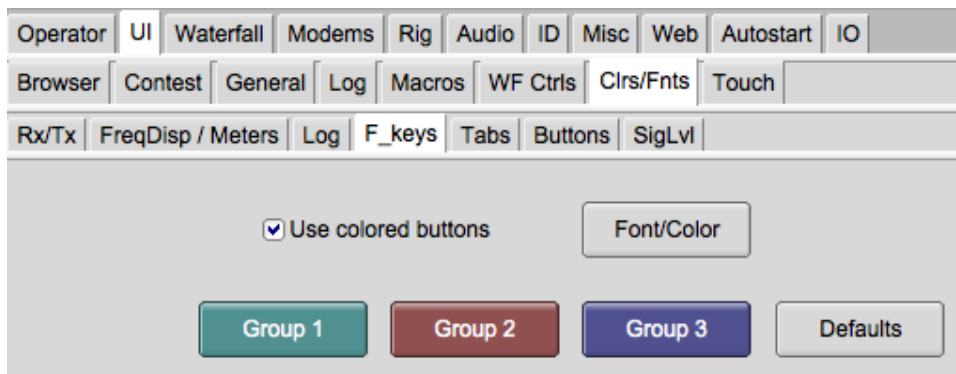 Operator UI Waterfall Modems Rig Audio ID Misc Web Autostart IO
Browser Contest General Log Macros WF Ctrls Clrs/Fnts Touch
Rx/Tx FreqDisp / Meters Log F_keys Tabs Buttons SigLvl
Use colored buttons Font/Color
Group 1 Group 2 Group 3 Defaults